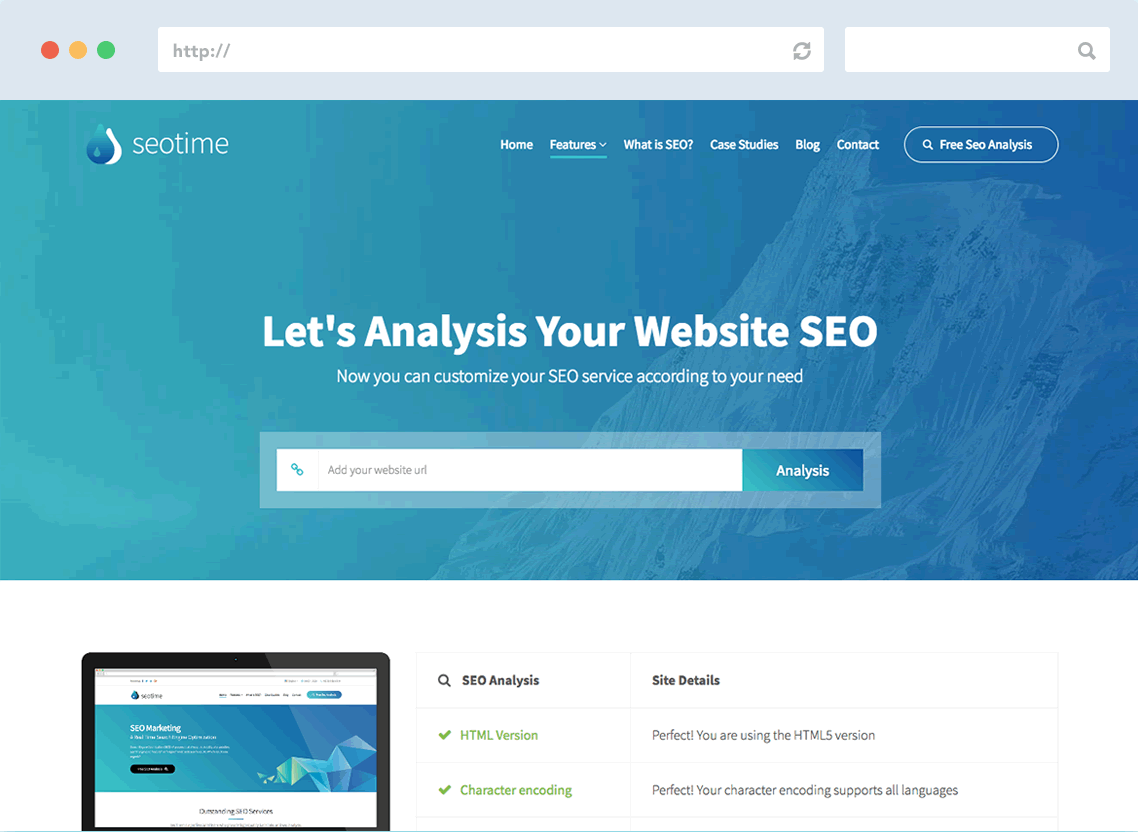 http://
seotime
Home Features What is SEO? Case Studies Blog Contact Free Seo Analysis
Let's Analysis Your Website SEO
Now you can customize your SEO service according to your need
Add your website url Analysis
seotime
SEO Marketing
Outstanding SEO Services
SEO Analysis Site Details
HTML Version Perfect! You are using the HTML5 version
Character encoding Perfect! Your character encoding supports all languages